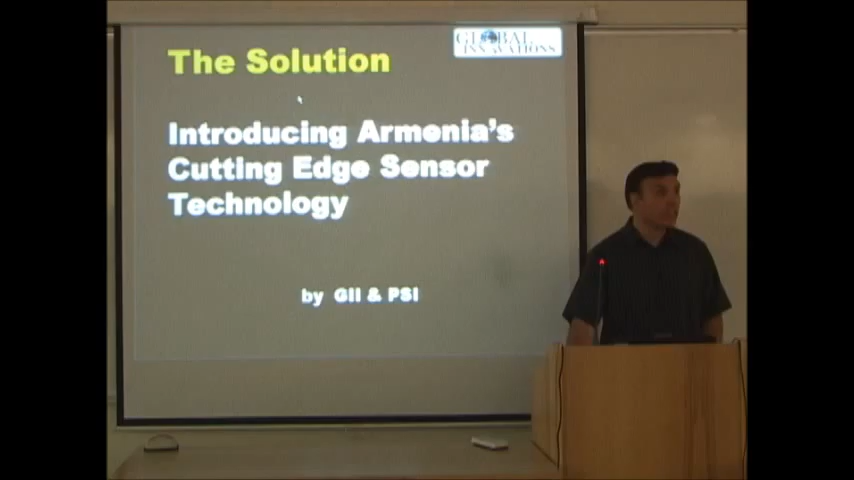 The Solution
GLOBAL
INNOVATIONS
Introducing Armenia's
Cutting Edge Sensor
Technology
by GII & PSI